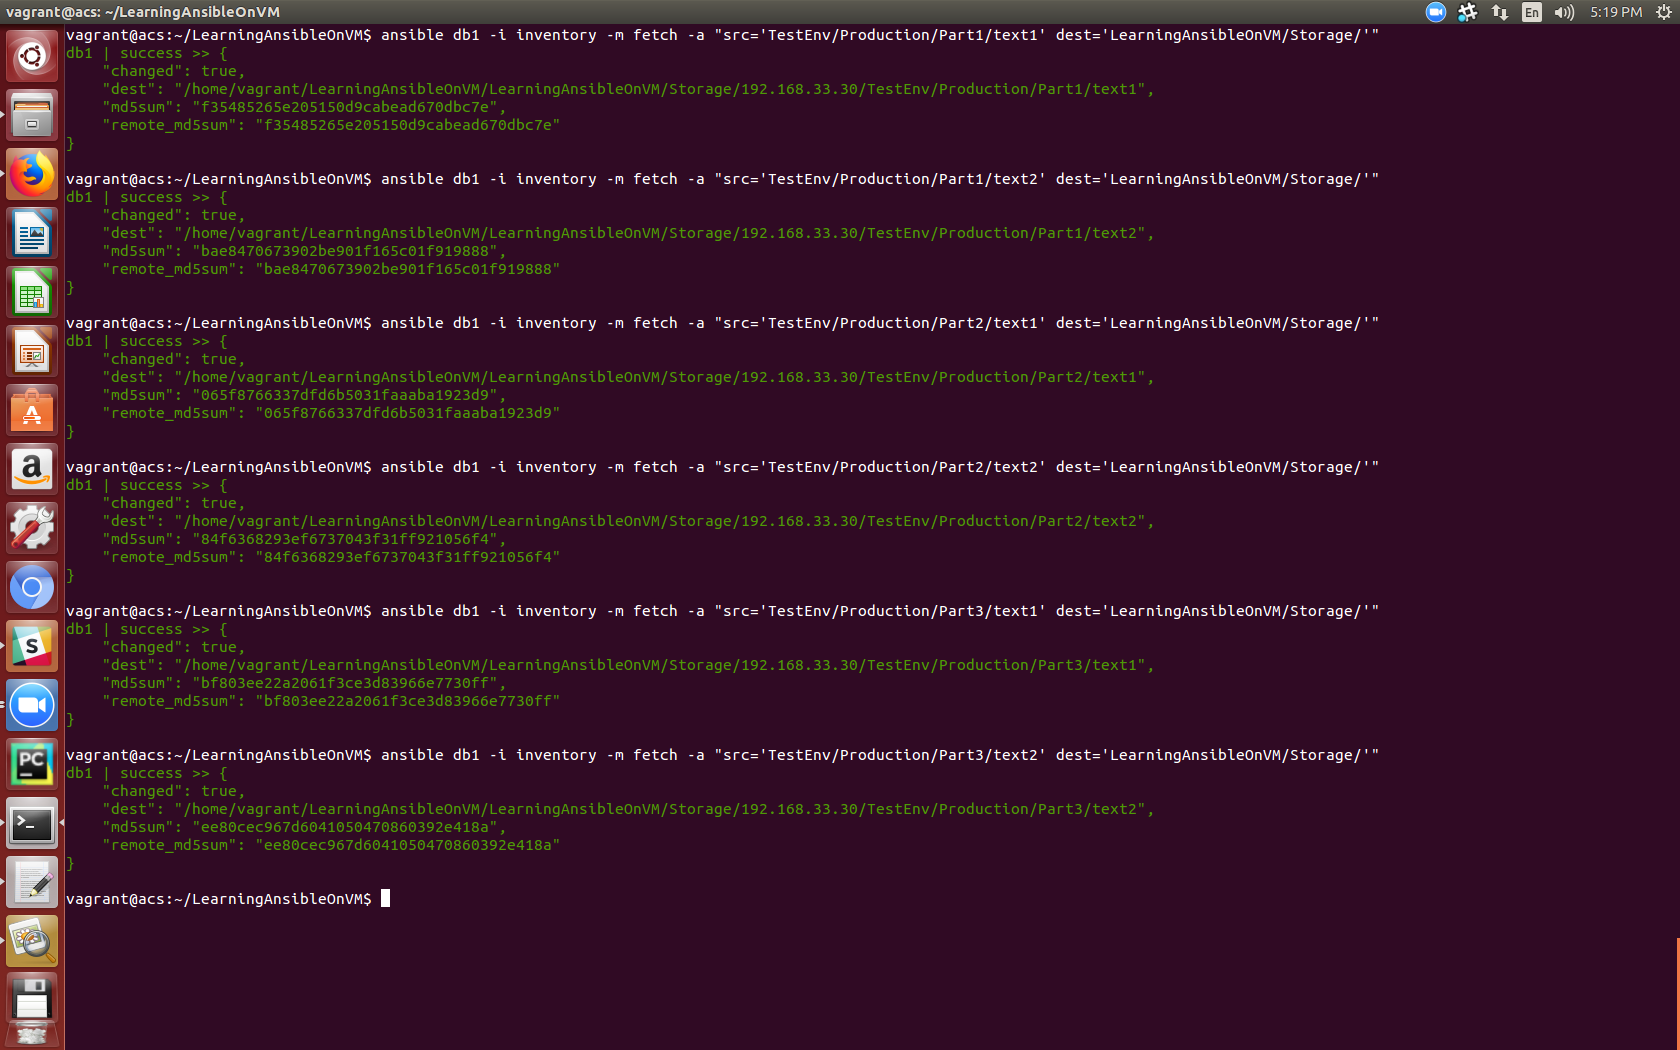 vagrant@acs: ~/LearningAnsibleOnVM
En
5:19 PM
vagrant@acs:~/LearningAnsibleOnVM$ ansible db1 -i inventory -m fetch -a "src='TestEnv/Production/Part1/text1' dest='LearningAnsibleOnVM/Storage/'"
db1 | success >> {
    "changed": true,
    "dest": "/home/vagrant/LearningAnsibleOnVM/LearningAnsibleOnVM/Storage/192.168.33.30/TestEnv/Production/Part1/text1",
    "md5sum": "f35485265e205150d9cabead670dbc7e",
    "remote_md5sum": "f35485265e205150d9cabead670dbc7e"
}
vagrant@acs:~/LearningAnsibleOnVM$ ansible db1 -i inventory -m fetch -a "src='TestEnv/Production/Part1/text2' dest='LearningAnsibleOnVM/Storage/'"
db1 | success >> {
    "changed": true,
    "dest": "/home/vagrant/LearningAnsibleOnVM/LearningAnsibleOnVM/Storage/192.168.33.30/TestEnv/Production/Part1/text2",
    "md5sum": "bae8470673902be901f165c01f919888",
    "remote_md5sum": "bae8470673902be901f165c01f919888"
}
vagrant@acs:~/LearningAnsibleOnVM$ ansible db1 -i inventory -m fetch -a "src='TestEnv/Production/Part2/text1' dest='LearningAnsibleOnVM/Storage/'"
db1 | success >> {
    "changed": true,
    "dest": "/home/vagrant/LearningAnsibleOnVM/LearningAnsibleOnVM/Storage/192.168.33.30/TestEnv/Production/Part2/text1",
    "md5sum": "065f8766337dfd6b5031faaaba1923d9",
    "remote_md5sum": "065f8766337dfd6b5031faaaba1923d9"
}
vagrant@acs:~/LearningAnsibleOnVM$ ansible db1 -i inventory -m fetch -a "src='TestEnv/Production/Part2/text2' dest='LearningAnsibleOnVM/Storage/'"
db1 | success >> {
    "changed": true,
    "dest": "/home/vagrant/LearningAnsibleOnVM/LearningAnsibleOnVM/Storage/192.168.33.30/TestEnv/Production/Part2/text2",
    "md5sum": "84f6368293ef6737043f31ff921056f4",
    "remote_md5sum": "84f6368293ef6737043f31ff921056f4"
}
vagrant@acs:~/LearningAnsibleOnVM$ ansible db1 -i inventory -m fetch -a "src='TestEnv/Production/Part3/text1' dest='LearningAnsibleOnVM/Storage/'"
db1 | success >> {
    "changed": true,
    "dest": "/home/vagrant/LearningAnsibleOnVM/LearningAnsibleOnVM/Storage/192.168.33.30/TestEnv/Production/Part3/text1",
    "md5sum": "bf803ee22a2061f3ce3d83966e7730ff",
    "remote_md5sum": "bf803ee22a2061f3ce3d83966e7730ff"
}
vagrant@acs:~/LearningAnsibleOnVM$ ansible db1 -i inventory -m fetch -a "src='TestEnv/Production/Part3/text2' dest='LearningAnsibleOnVM/Storage/'"
db1 | success >> {
    "changed": true,
    "dest": "/home/vagrant/LearningAnsibleOnVM/LearningAnsibleOnVM/Storage/192.168.33.30/TestEnv/Production/Part3/text2",
    "md5sum": "ee80cec967d6041050470860392e418a",
    "remote_md5sum": "ee80cec967d6041050470860392e418a"
}
vagrant@acs:~/LearningAnsibleOnVM$